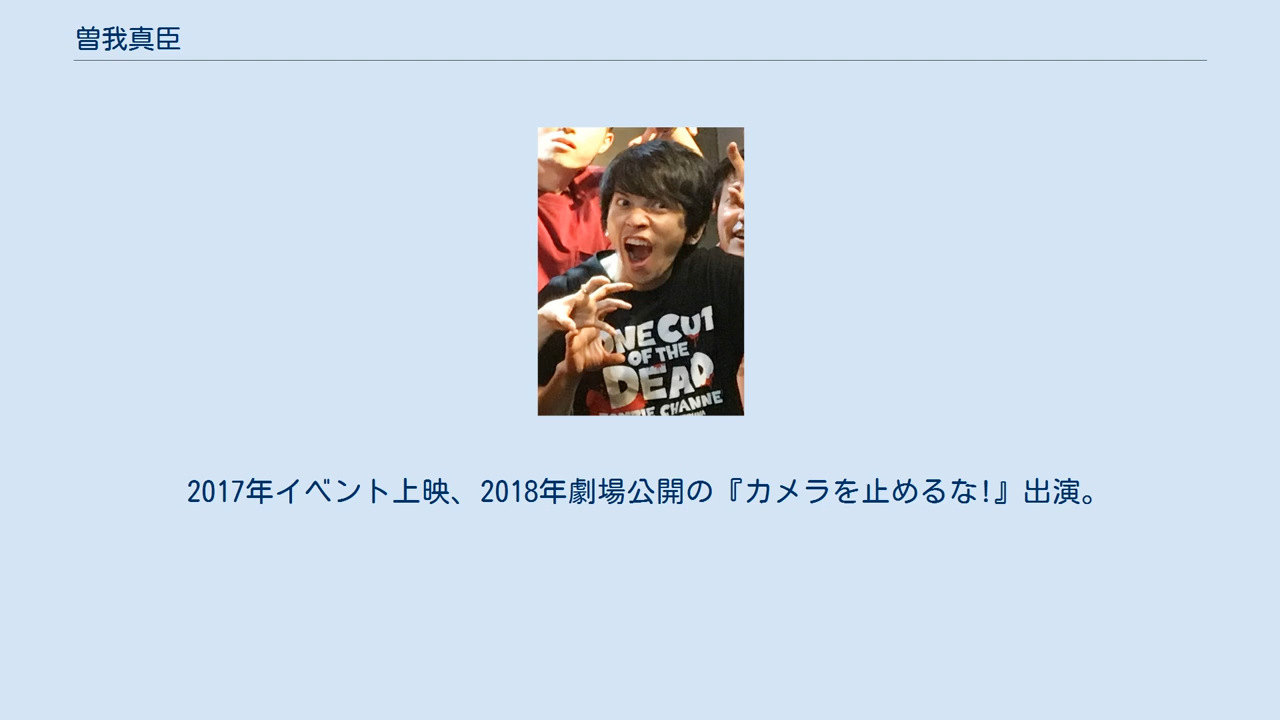 曽我真臣
ONE CUT
OF THE
DEAD
ZOMBIE CHANNE
2017年イベント上映、2018年劇場公開の『カメラを止めるな!』出演。